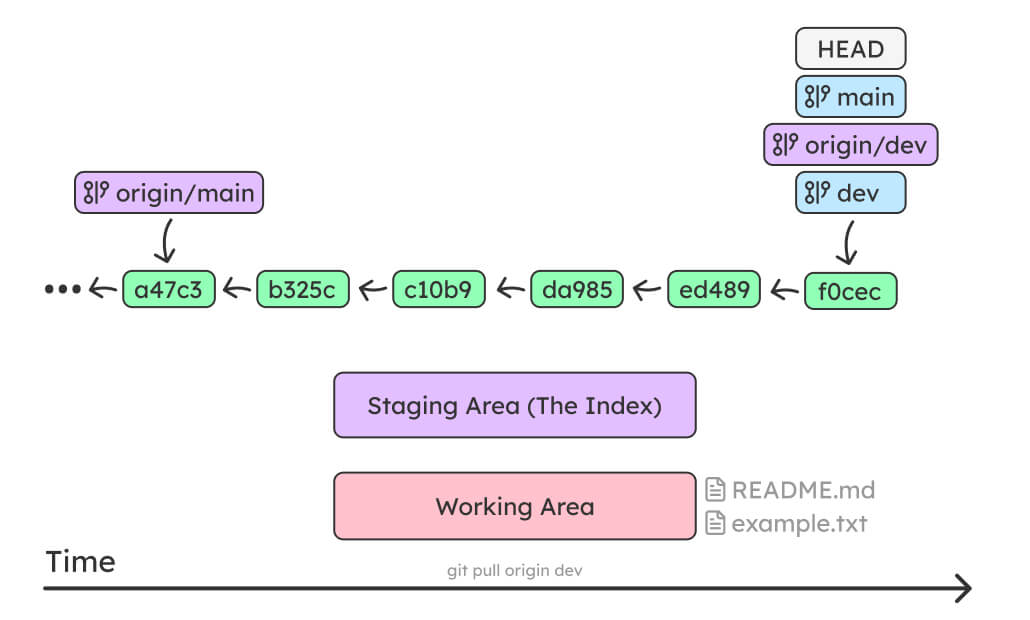 HEAD
main
origin/dev
origin/main
dev
a47c3
b325c
c10b9
da985
ed489
f0cec
Staging Area (The Index)
Working Area
README.md
example.txt
Time
git pull origin dev